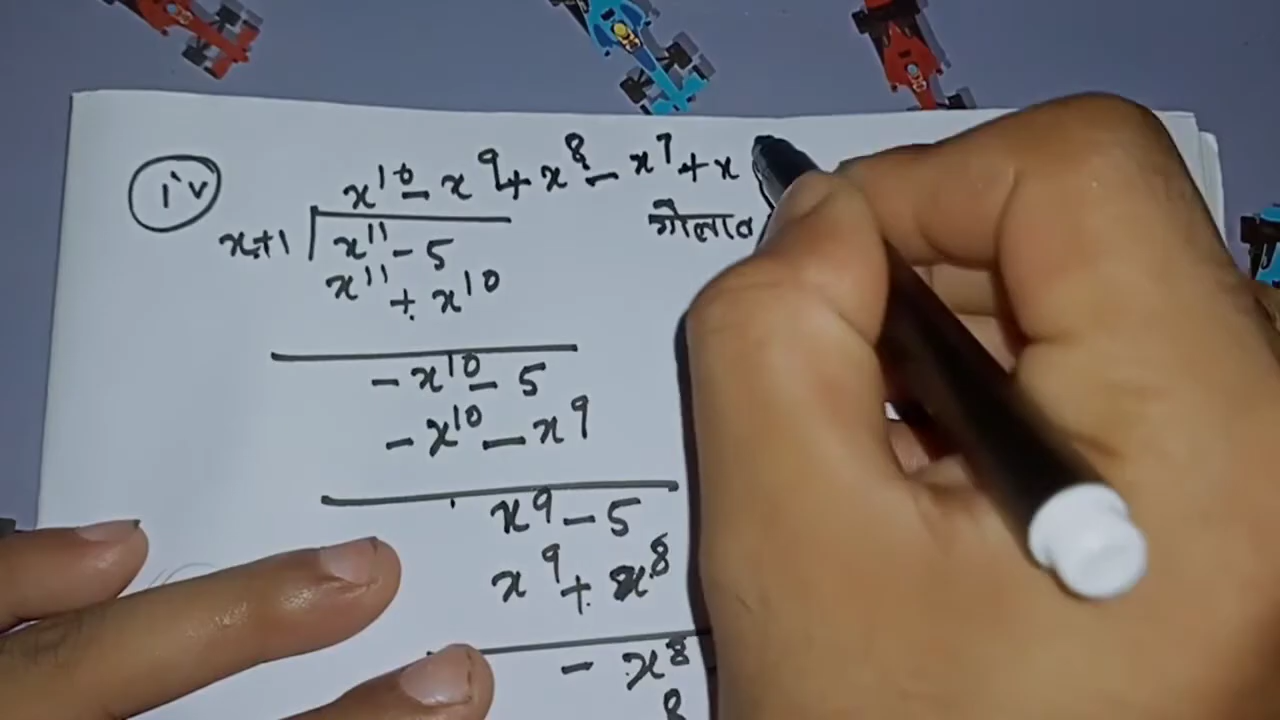 iv
x¹⁰ - x⁹ + x⁸ - x⁷ + x
x+1 | x¹¹ - 5
x¹¹ + x¹⁰
- x¹⁰ - 5
- x¹⁰ - x⁹
x⁹ - 5
x⁹ + x⁸
- x⁸
8